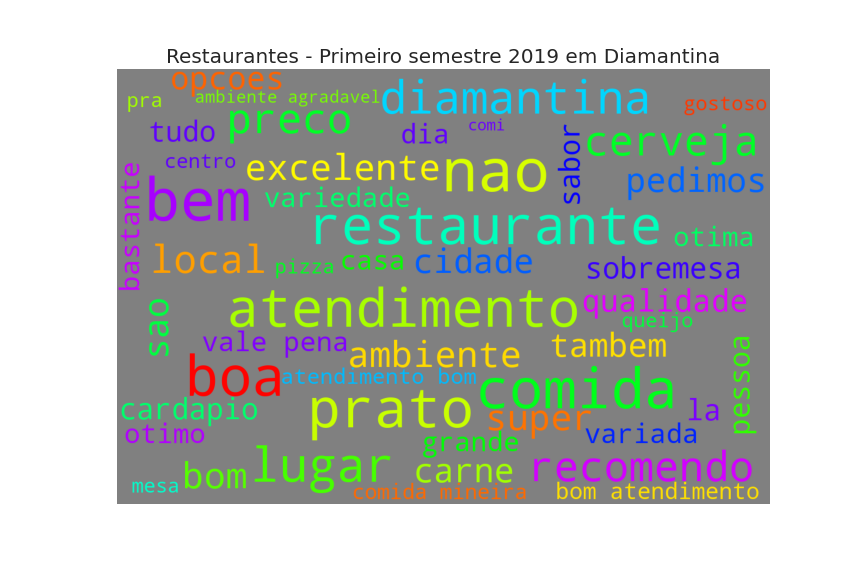 Restaurantes - Primeiro semestre 2019 em Diamantina
opcoes
pra
ambiente agradavel
diamantina
gostoso
tudo
preco
dia
comi
sabor
cerveja
centro
excelente
nao
pedimos
bastante
bem
variedade
restaurante
otima
local
pizza
casa
cidade
sobremesa
sao
atendimento
qualidade
queijo
vale pena
ambiente
tambem
pessoa
boa
atendimento bom
comida
cardapio
prato
super
la
otimo
grande
variada
bom
lugar
carne
recomendo
mesa
comida mineira
bom atendimento